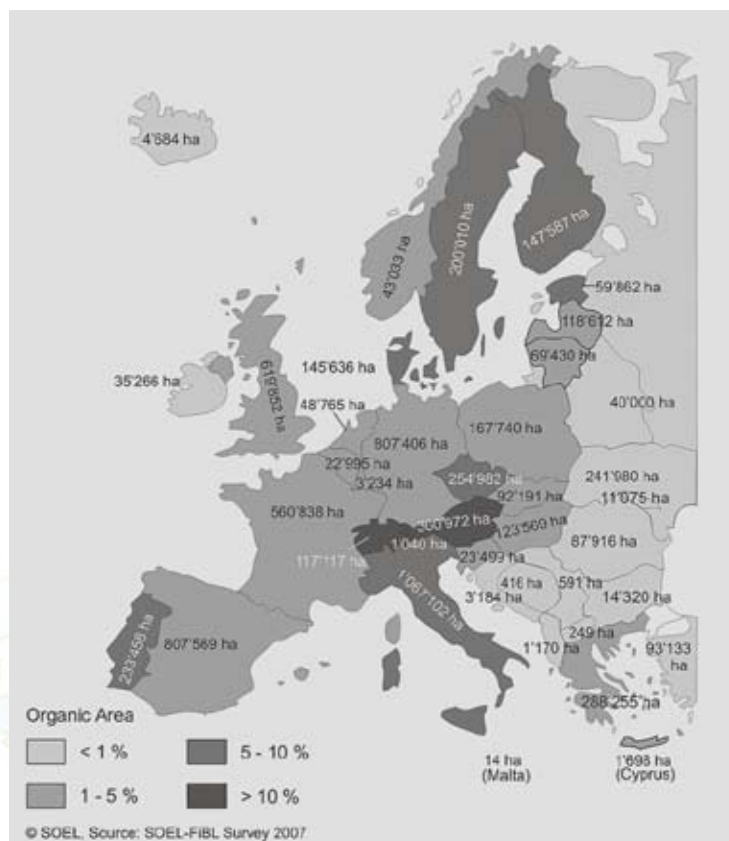 4'684 ha
43'033 ha
200'010 ha
147'587 ha
59'862 ha
118'612 ha
69'430 ha
145'636 ha
35'266 ha
619'852 ha
48'765 ha
40'000 ha
807'406 ha
167'740 ha
22'995 ha
3'234 ha
254'982 ha
241'980 ha
92'191 ha
11'075 ha
560'838 ha
360'972 ha
123'569 ha
117'117 ha
1'040 ha
87'916 ha
23'499 ha
416 ha
591 ha
3'184 ha
14'320 ha
1'067'102 ha
233'458 ha
807'569 ha
249 ha
1'170 ha
93'133
ha
288'255 ha
Organic Area
< 1 %
5 - 10 %
1 - 5 %
> 10 %
14 ha
(Malta)
1'698 ha
(Cyprus)
© SOEL, Source: SOEL-FiBL Survey 2007